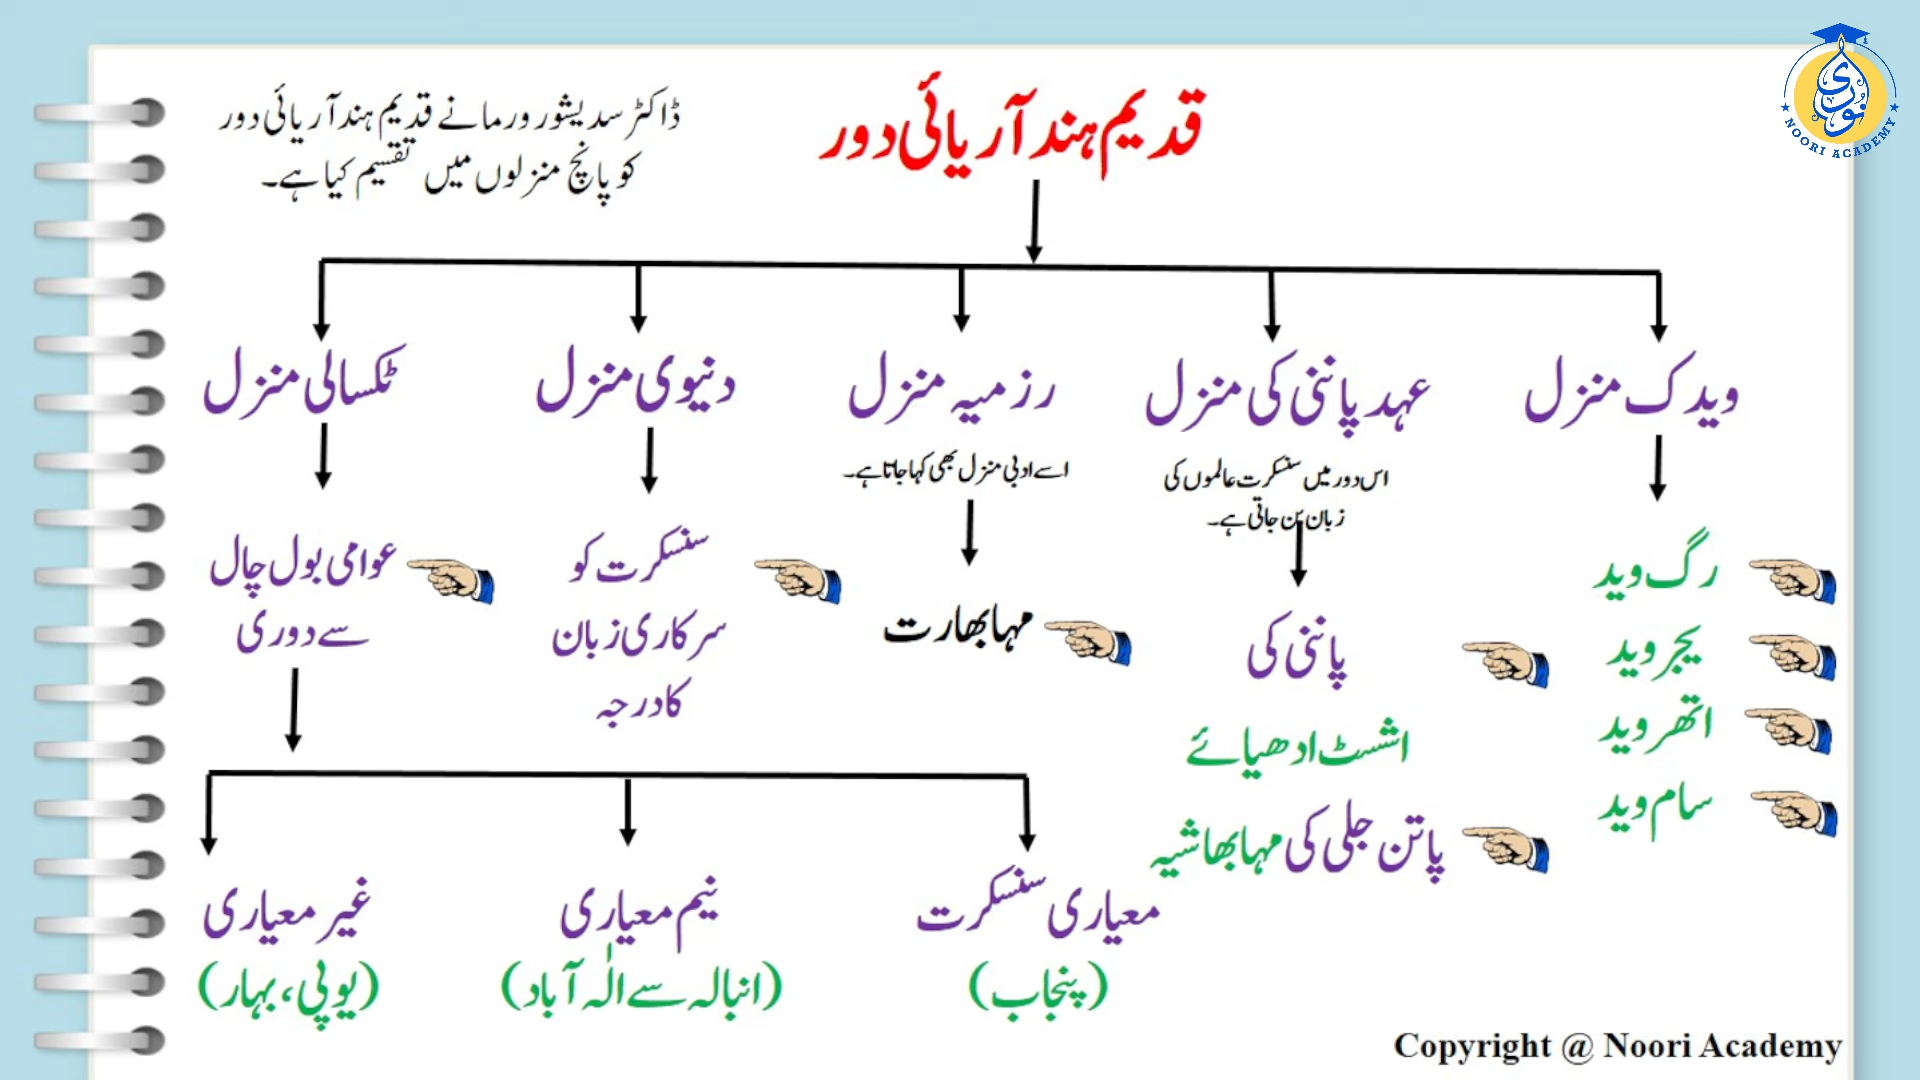 قدیم ہند آریائی دور
ڈاکٹر سدیشور ورما نے قدیم ہند آریائی دور
کو پانچ منزلوں میں تقسیم کیا ہے۔
ویدک منزل
رگ وید
یجر وید
اتھر وید
سام وید
عہد پاننی کی منزل
اس دور میں سنسکرت عالموں کی
زبان بن جاتی ہے۔
پاننی کی
اشٹ ادھیائے
پاتن جلی کی مہابھاشیہ
رزمیہ منزل
اسے ادبی منزل بھی کہا جاتا ہے۔
مہابھارت
دنیوی منزل
سنسکرت کو
سرکاری زبان
کا درجہ
ٹکسالی منزل
عوامی بول چال
سے دوری
معیاری سنسکرت
(پنجاب)
نیم معیاری
(انبالہ سے الٰہ آباد)
غیر معیاری
(یوپی، بہار)
نوری
NOORI ACADEMY
Copyright @ Noori Academy